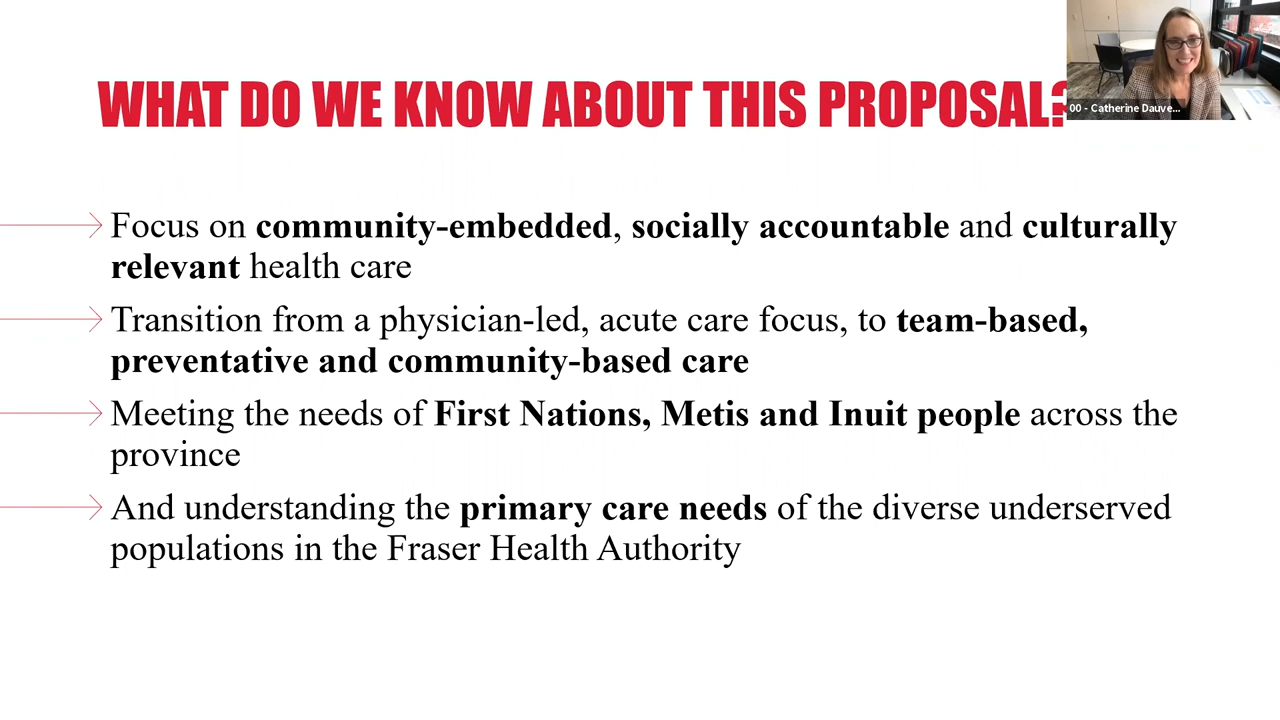 WHAT DO WE KNOW ABOUT THIS PROPOSAL?
00 - Catherine Dauve...
Focus on community-embedded, socially accountable and culturally
relevant health care
Transition from a physician-led, acute care focus, to team-based,
preventative and community-based care
Meeting the needs of First Nations, Metis and Inuit people across the
province
And understanding the primary care needs of the diverse underserved
populations in the Fraser Health Authority